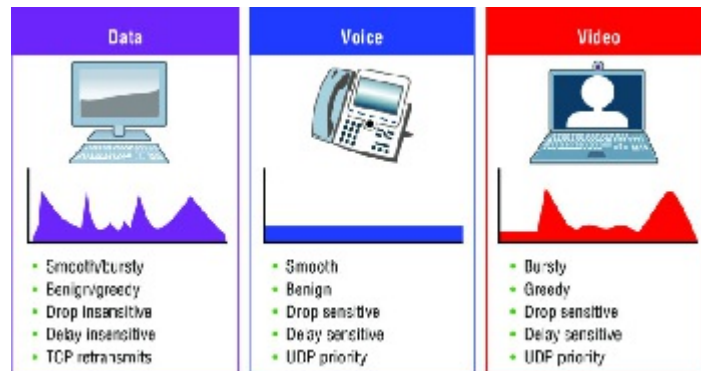 Data
Smooth/bursty
Benign/greedy
Drop insensitive
Delay insensitive
TCP retransmits
Voice
Smooth
Benign
Drop sensitive
Delay sensitive
UDP priority
Video
Bursty
Greedy
Drop sensitive
Delay sensitive
UDP priority